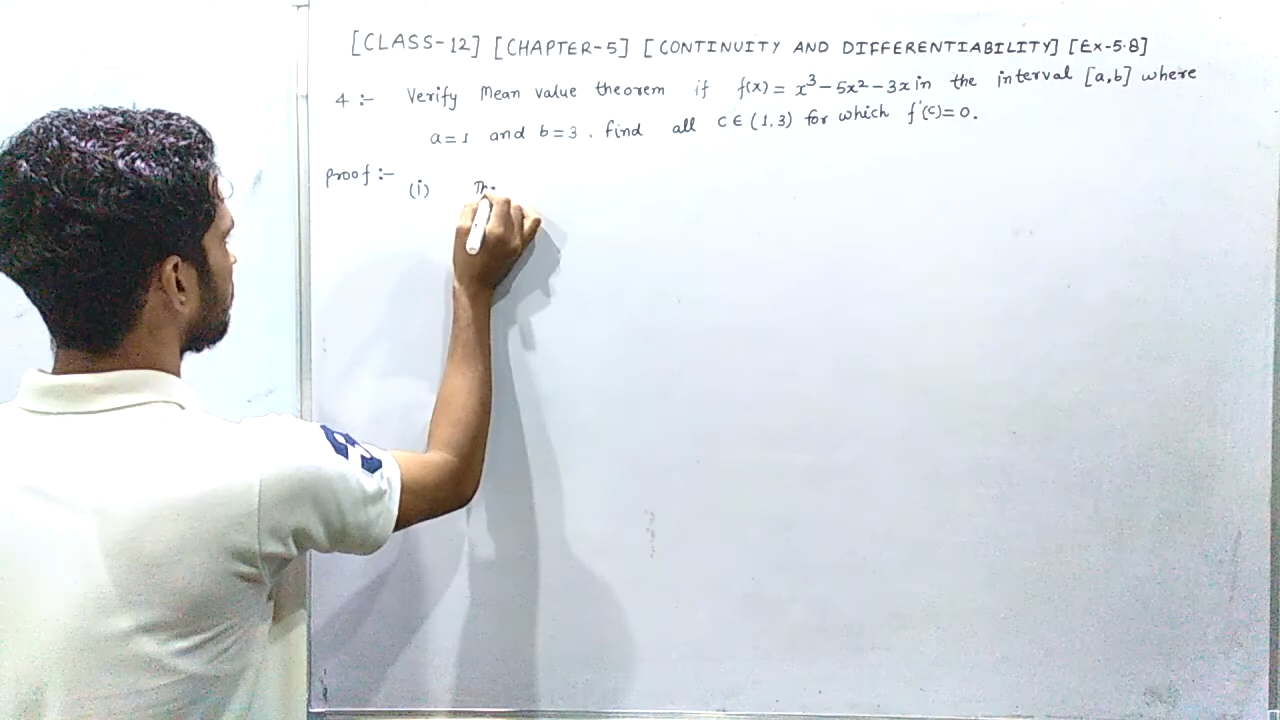 [CLASS-12] [CHAPTER-5] [CONTINUITY AND DIFFERENTIABILITY] [Ex-5.8]
4 :- Verify Mean value theorem if f(x) = x³ - 5x² - 3x in the interval [a,b] where
a = 1 and b = 3 . Find all C ∈ (1,3) for which f'(c) = 0.
Proof :-
(i) Th